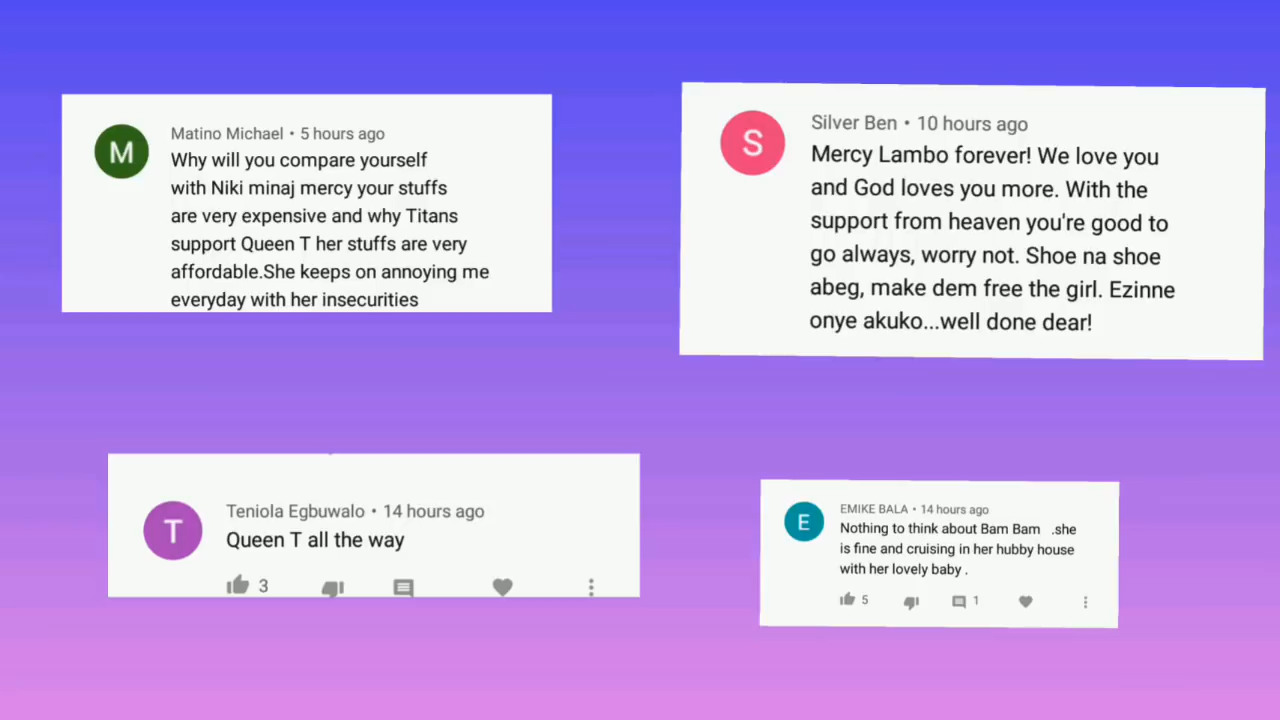 M
Matino Michael • 5 hours ago
Why will you compare yourself
with Niki minaj mercy your stuffs
are very expensive and why Titans
support Queen T her stuffs are very
affordable.She keeps on annoying me
everyday with her insecurities
S
Silver Ben • 10 hours ago
Mercy Lambo forever! We love you
and God loves you more. With the
support from heaven you're good to
go always, worry not. Shoe na shoe
abeg, make dem free the girl. Ezinne
onye akuko...well done dear!
T
Teniola Egbuwalo • 14 hours ago
Queen T all the way
3
E
EMIKE BALA • 14 hours ago
Nothing to think about Bam Bam .she
is fine and cruising in her hubby house
with her lovely baby .
5 1